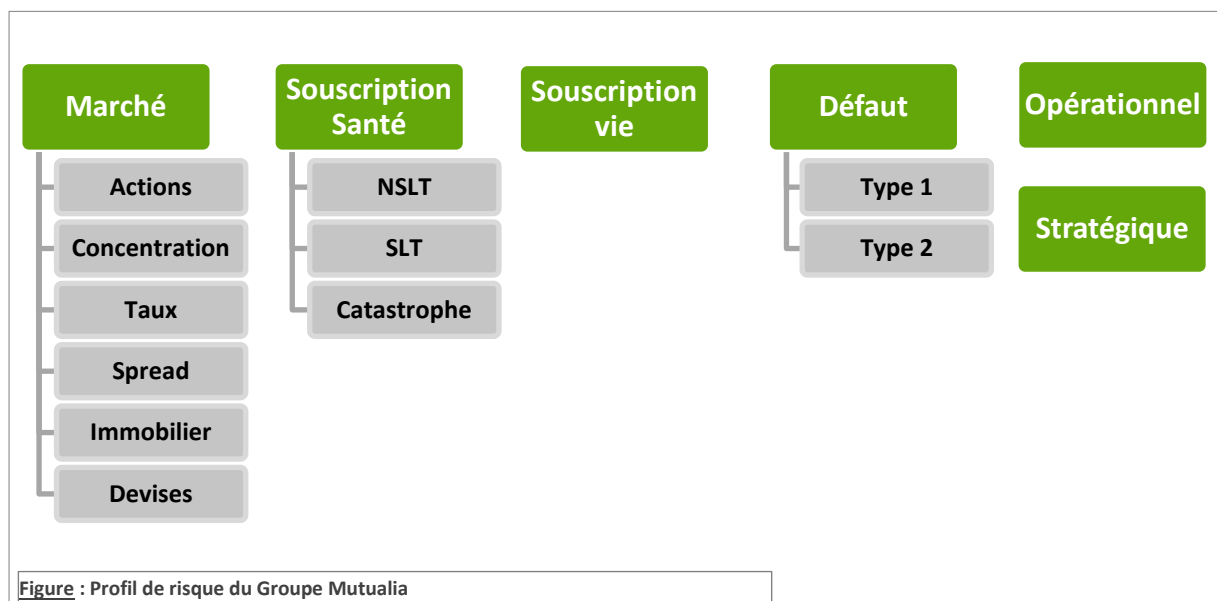 Marché
Actions
Concentration
Taux
Spread
Immobilier
Devises
Souscription
Santé
NSLT
SLT
Catastrophe
Souscription
vie
Défaut
Type 1
Type 2
Opérationnel
Stratégique
Figure : Profil de risque du Groupe Mutualia